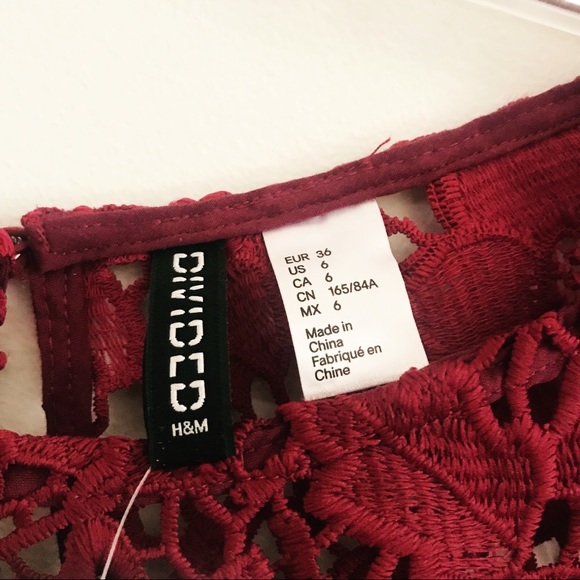 DIVIDED
H&M
EUR 36
US 6
CA 6
CN 165/84A
MX 6
Made in
China
Fabriqué en
Chine